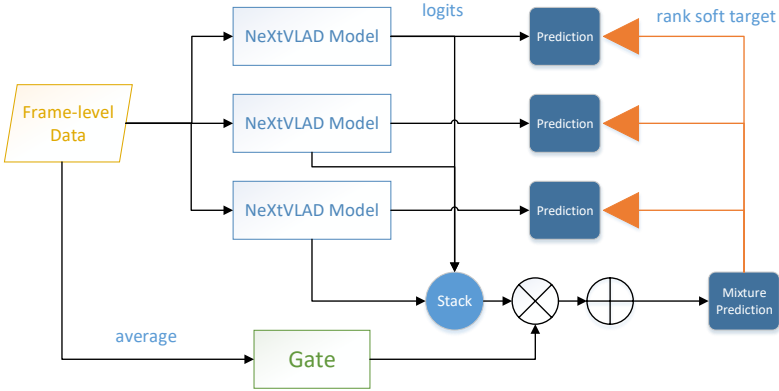 logits
rank soft target
NeXtVLAD Model
Prediction
Frame-level
Data
NeXtVLAD Model
Prediction
NeXtVLAD Model
Prediction
Stack
Mixture
Prediction
average
Gate